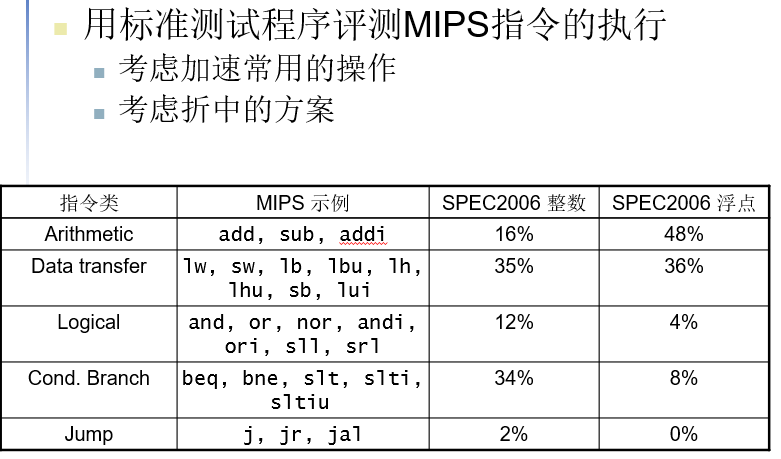 用标准测试程序评测MIPS指令的执行
考虑加速常用的操作
考虑折中的方案
指令类 MIPS 示例 SPEC2006 整数 SPEC2006 浮点
Arithmetic add, sub, addi 16% 48%
Data transfer lw, sw, lb, lbu, lh, 35% 36%
lhu, sb, lui
Logical and, or, nor, andi, 12% 4%
ori, sll, srl
Cond. Branch beq, bne, slt, slti, 34% 8%
sltiu
Jump j, jr, jal 2% 0%